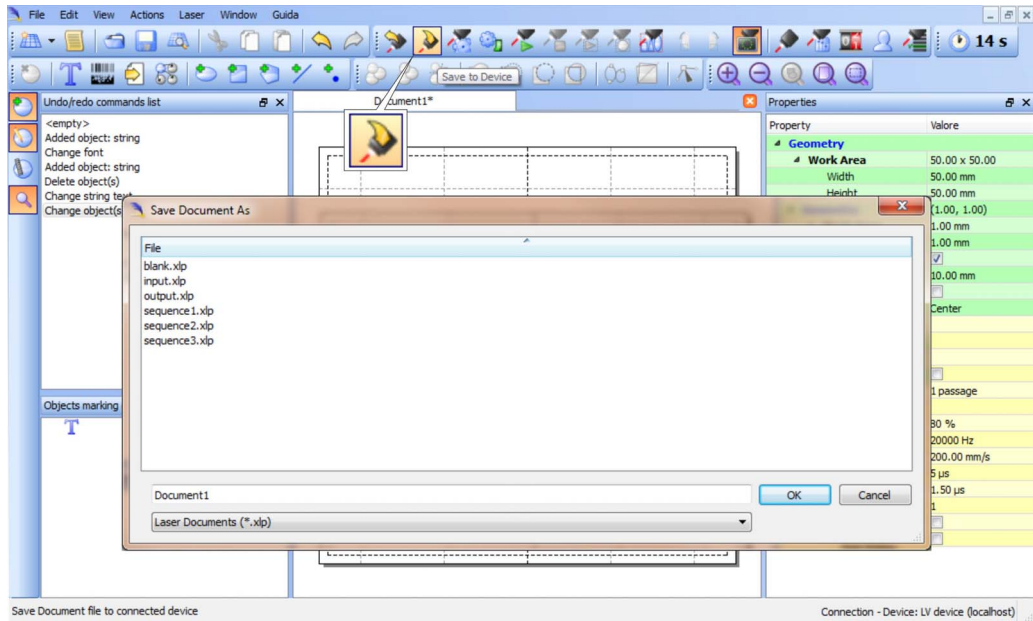 File Edit View Actions Laser Window Guida
14 s
Save to Device
Undo/redo commands list
Document1*
Properties
<empty>
Added object: string
Change font
Added object: string
Delete object(s)
Change string text
Change object(s
Property Valore
Geometry
Work Area 50.00 x 50.00
Width 50.00 mm
Height 50.00 mm
(1.00, 1.00)
1.00 mm
1.00 mm
10.00 mm
Center
1 passage
80 %
20000 Hz
200.00 mm/s
5 µs
1.50 µs
1
Save Document As
File
blank.xlp
input.xlp
output.xlp
sequence1.xlp
sequence2.xlp
sequence3.xlp
Objects marking
Document1
OK Cancel
Laser Documents (*.xlp)
Save Document file to connected device
Connection - Device: LV device (localhost)